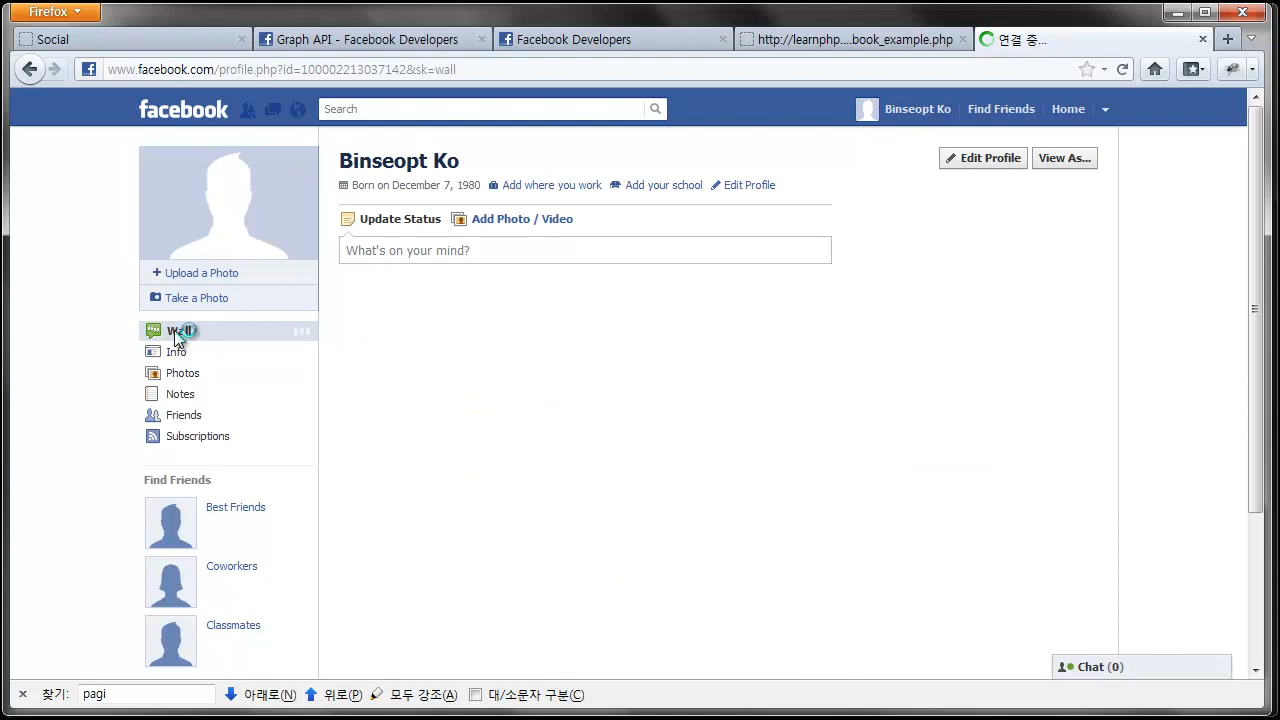 Firefox
Social
Graph API - Facebook Developers
Facebook Developers
http://learnphp....book_example.php
연결 중...
www.facebook.com/profile.php?id=100002213037142&sk=wall
facebook
Search
Binseopt Ko
Find Friends
Home
Binseopt Ko
Edit Profile
View As...
Born on December 7, 1980
Add where you work
Add your school
Edit Profile
Update Status
Add Photo / Video
What's on your mind?
+ Upload a Photo
Take a Photo
Wall
Info
Photos
Notes
Friends
Subscriptions
Find Friends
Best Friends
Coworkers
Classmates
Chat (0)
찾기:
pagi
아래로(N)
위로(P)
모두 강조(A)
대/소문자 구분(C)